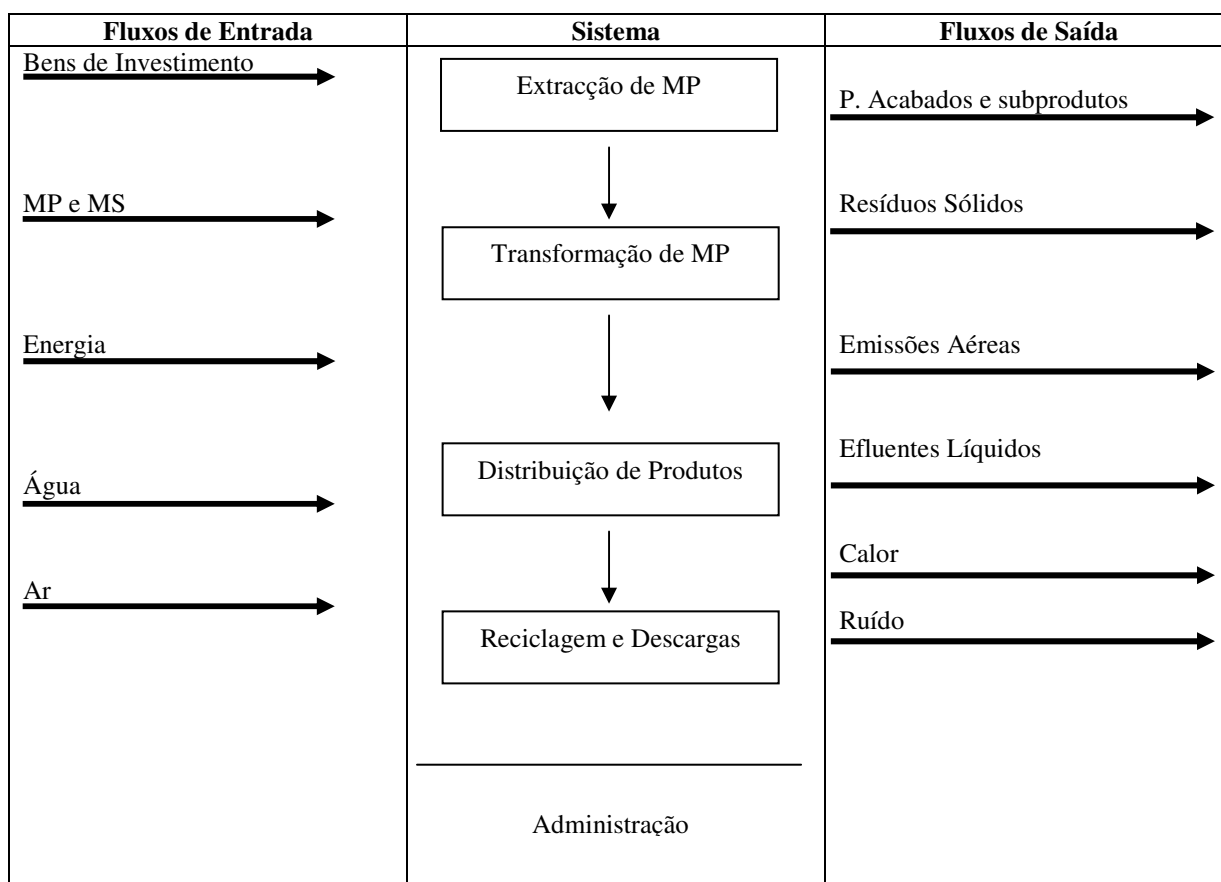 Fluxos de Entrada
Sistema
Fluxos de Saída
Bens de Investimento
MP e MS
Energia
Água
Ar
Extracção de MP
Transformação de MP
Distribuição de Produtos
Reciclagem e Descargas
Administração
P. Acabados e subprodutos
Resíduos Sólidos
Emissões Aéreas
Efluentes Líquidos
Calor
Ruído